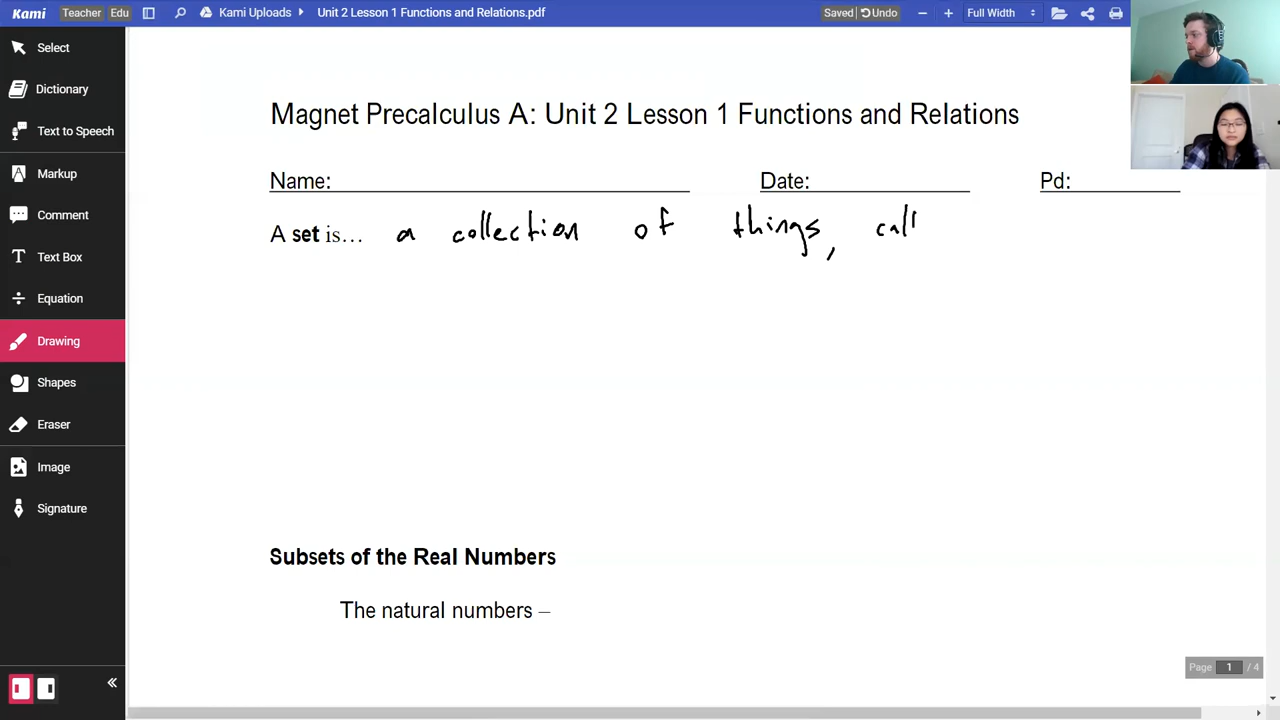 Kami Teacher Edu Kami Uploads Unit 2 Lesson 1 Functions and Relations.pdf Saved Undo Full Width
Select
Dictionary
Text to Speech
Markup
Comment
Text Box
Equation
Drawing
Shapes
Eraser
Image
Signature
Magnet Precalculus A: Unit 2 Lesson 1 Functions and Relations
Name: Date: Pd:
A set is… a collection of things, call
Subsets of the Real Numbers
The natural numbers –
Page 1 / 4